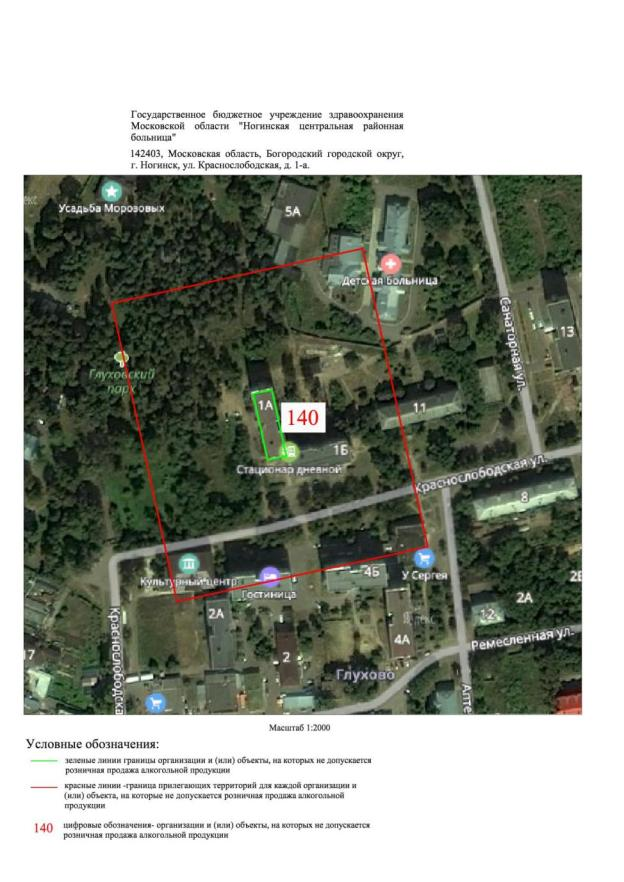 Государственное бюджетное учреждение здравоохранения
Московской области "Ногинская центральная районная
больница"
142403, Московская область, Богородский городской округ,
г. Ногинск, ул. Краснослободская, д. 1-а.
Усадьба Морозовых
5А
Детская Больница
Санаторная ул.
13
Глуховский
парк
1А
140
11
1Б
Стационар дневной
Краснослободская ул.
8
Культурный центр
Гостиница
4Б
У Сергея
2А
2А
12
4А
Яндекс
Ремесленная ул.
2
17
Глухово
Краснослободска
Апте
Масштаб 1:2000
Условные обозначения:
зеленые линии границы организации и (или) объекты, на которых не допускается
розничная продажа алкогольной продукции
красные линии -граница прилегающих территорий для каждой организации и
(или) объекта, на которые не допускается розничная продажа алкогольной
продукции
140 цифровые обозначения- организации и (или) объекты, на которых не допускается
розничная продажа алкогольной продукции